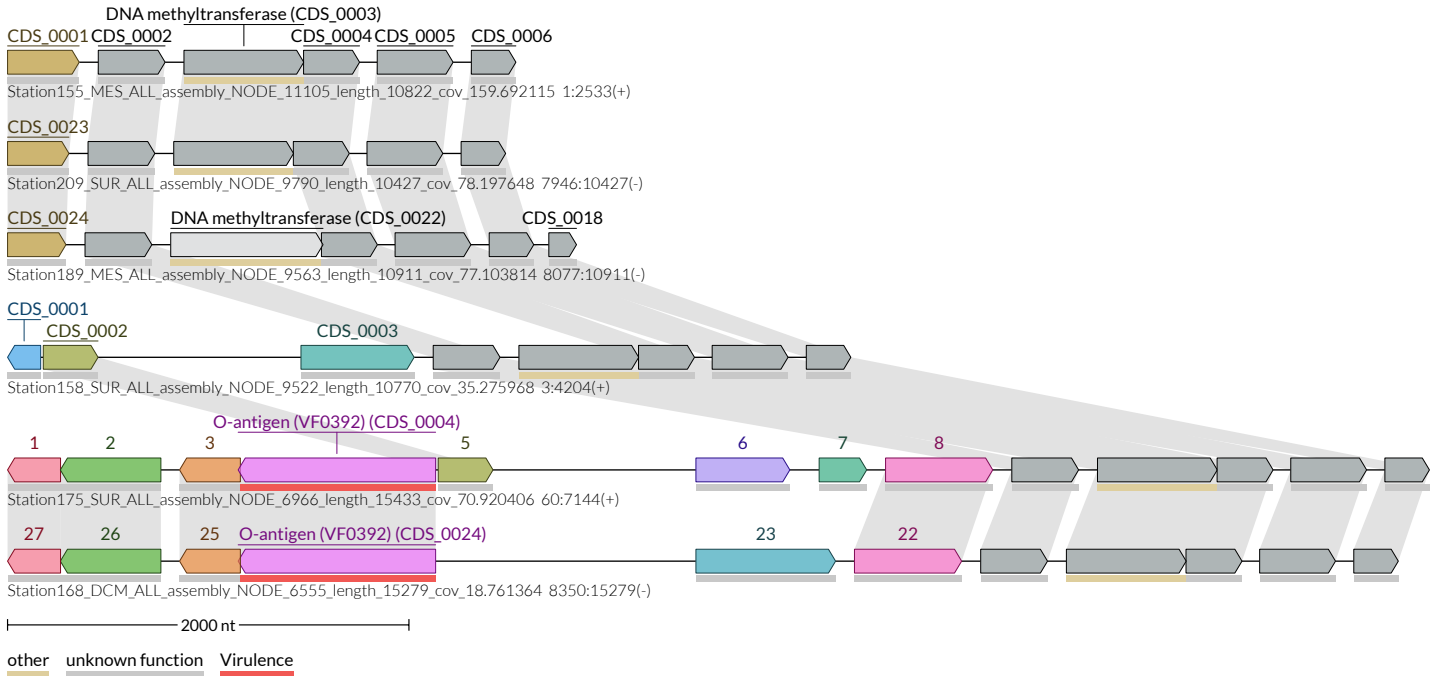 DNA methyltransferase (CDS_0003)
CDS_0001 CDS_0002 CDS_0004 CDS_0005 CDS_0006
Station155_MES_ALL_assembly_NODE_11105_length_10822_cov_159.692115 1:2533(+)
CDS_0023
Station209_SUR_ALL_assembly_NODE_9790_length_10427_cov_78.197648 7946:10427(-)
CDS_0024 DNA methyltransferase (CDS_0022) CDS_0018
Station189_MES_ALL_assembly_NODE_9563_length_10911_cov_77.103814 8077:10911(-)
CDS_0001
CDS_0002 CDS_0003
Station158_SUR_ALL_assembly_NODE_9522_length_10770_cov_35.275968 3:4204(+)
O-antigen (VF0392) (CDS_0004)
1 2 3 5 6 7 8
Station175_SUR_ALL_assembly_NODE_6966_length_15433_cov_70.920406 60:7144(+)
27 26 25 O-antigen (VF0392) (CDS_0024) 23 22
Station168_DCM_ALL_assembly_NODE_6555_length_15279_cov_18.761364 8350:15279(-)
2000 nt
other unknown function Virulence